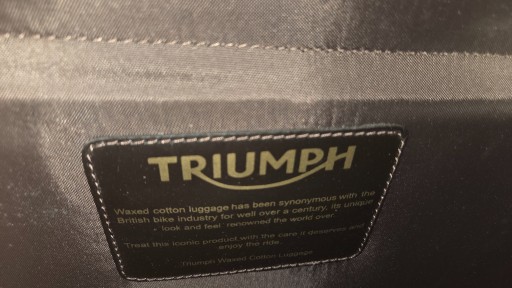 TRIUMPH
Waxed cotton luggage has been synonymous with the
British bike industry for well over a century, its unique
'look and feel' renowned the world over.
Treat this iconic product with the care it deserves and
enjoy the ride.
Triumph Waxed Cotton Luggage